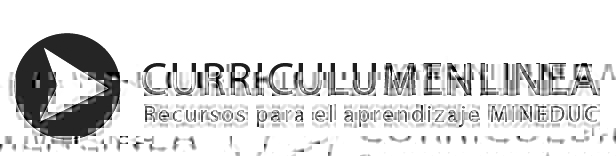 CURRICULUMENLINEA
Recursos para el aprendizaje MINEDUC